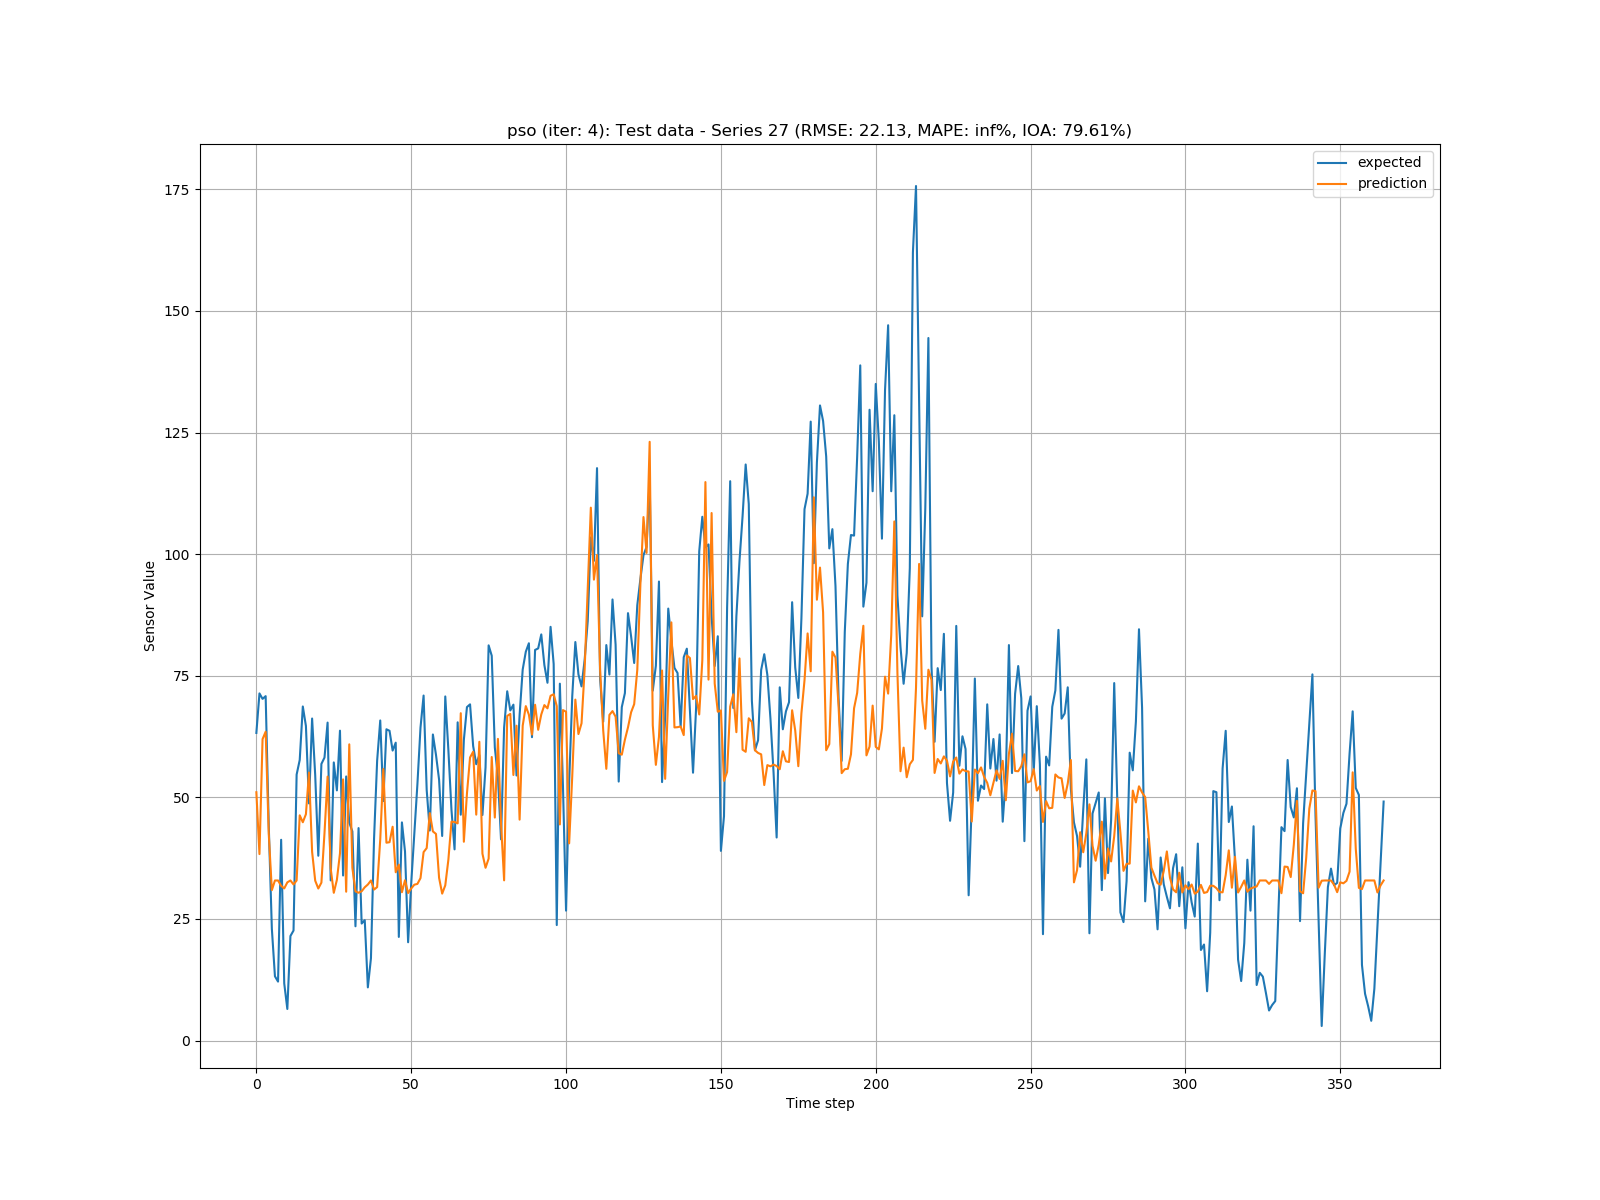 pso (iter: 4): Test data - Series 27 (RMSE: 22.13, MAPE: inf%, IOA: 79.61%)
expected
prediction
175
150
125
100
75
50
25
0
Sensor Value
0 50 100 150 200 250 300 350
Time step